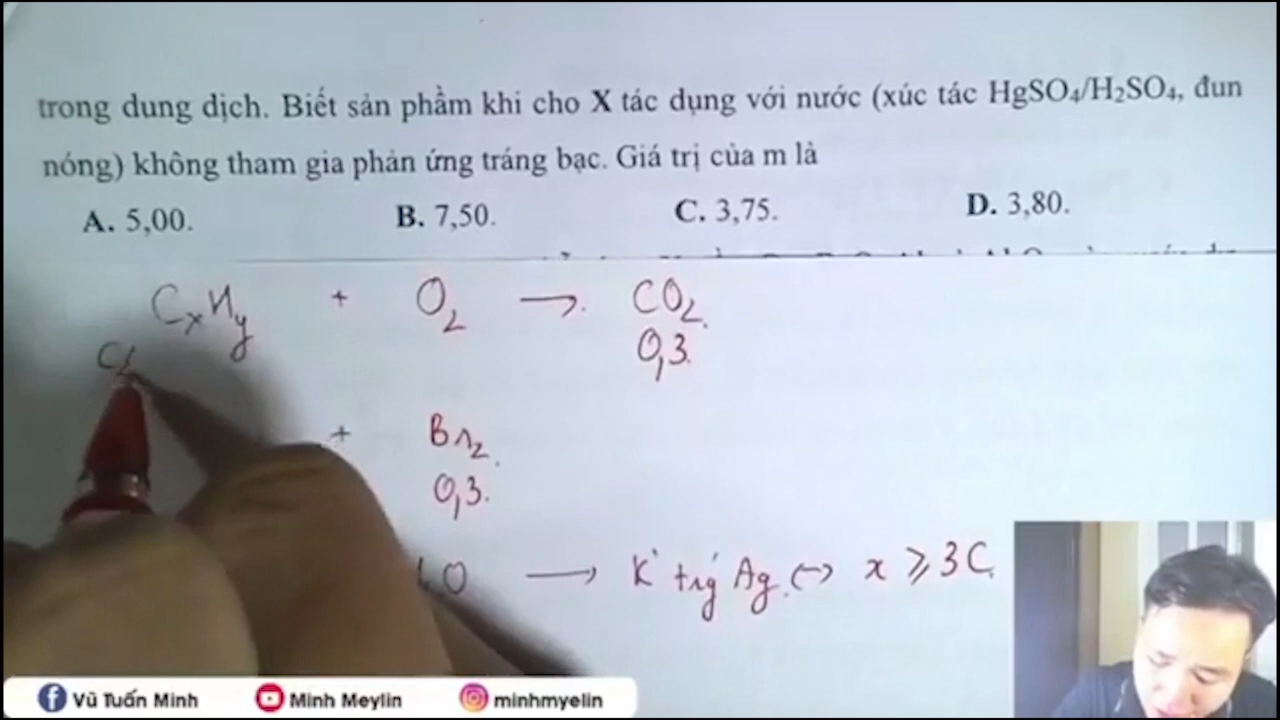 trong dung dịch. Biết sản phẩm khi cho X tác dụng với nước (xúc tác HgSO₄/H₂SO₄, đun
nóng) không tham gia phản ứng tráng bạc. Giá trị của m là
A. 5,00. B. 7,50. C. 3,75. D. 3,80.
CxHy + O₂ → CO₂.
0,3.
+ Br₂.
0,3.
O → K° trg Ag. ↔ x ⩾ 3C.
Vũ Tuấn Minh Minh Meylin minhmyelin